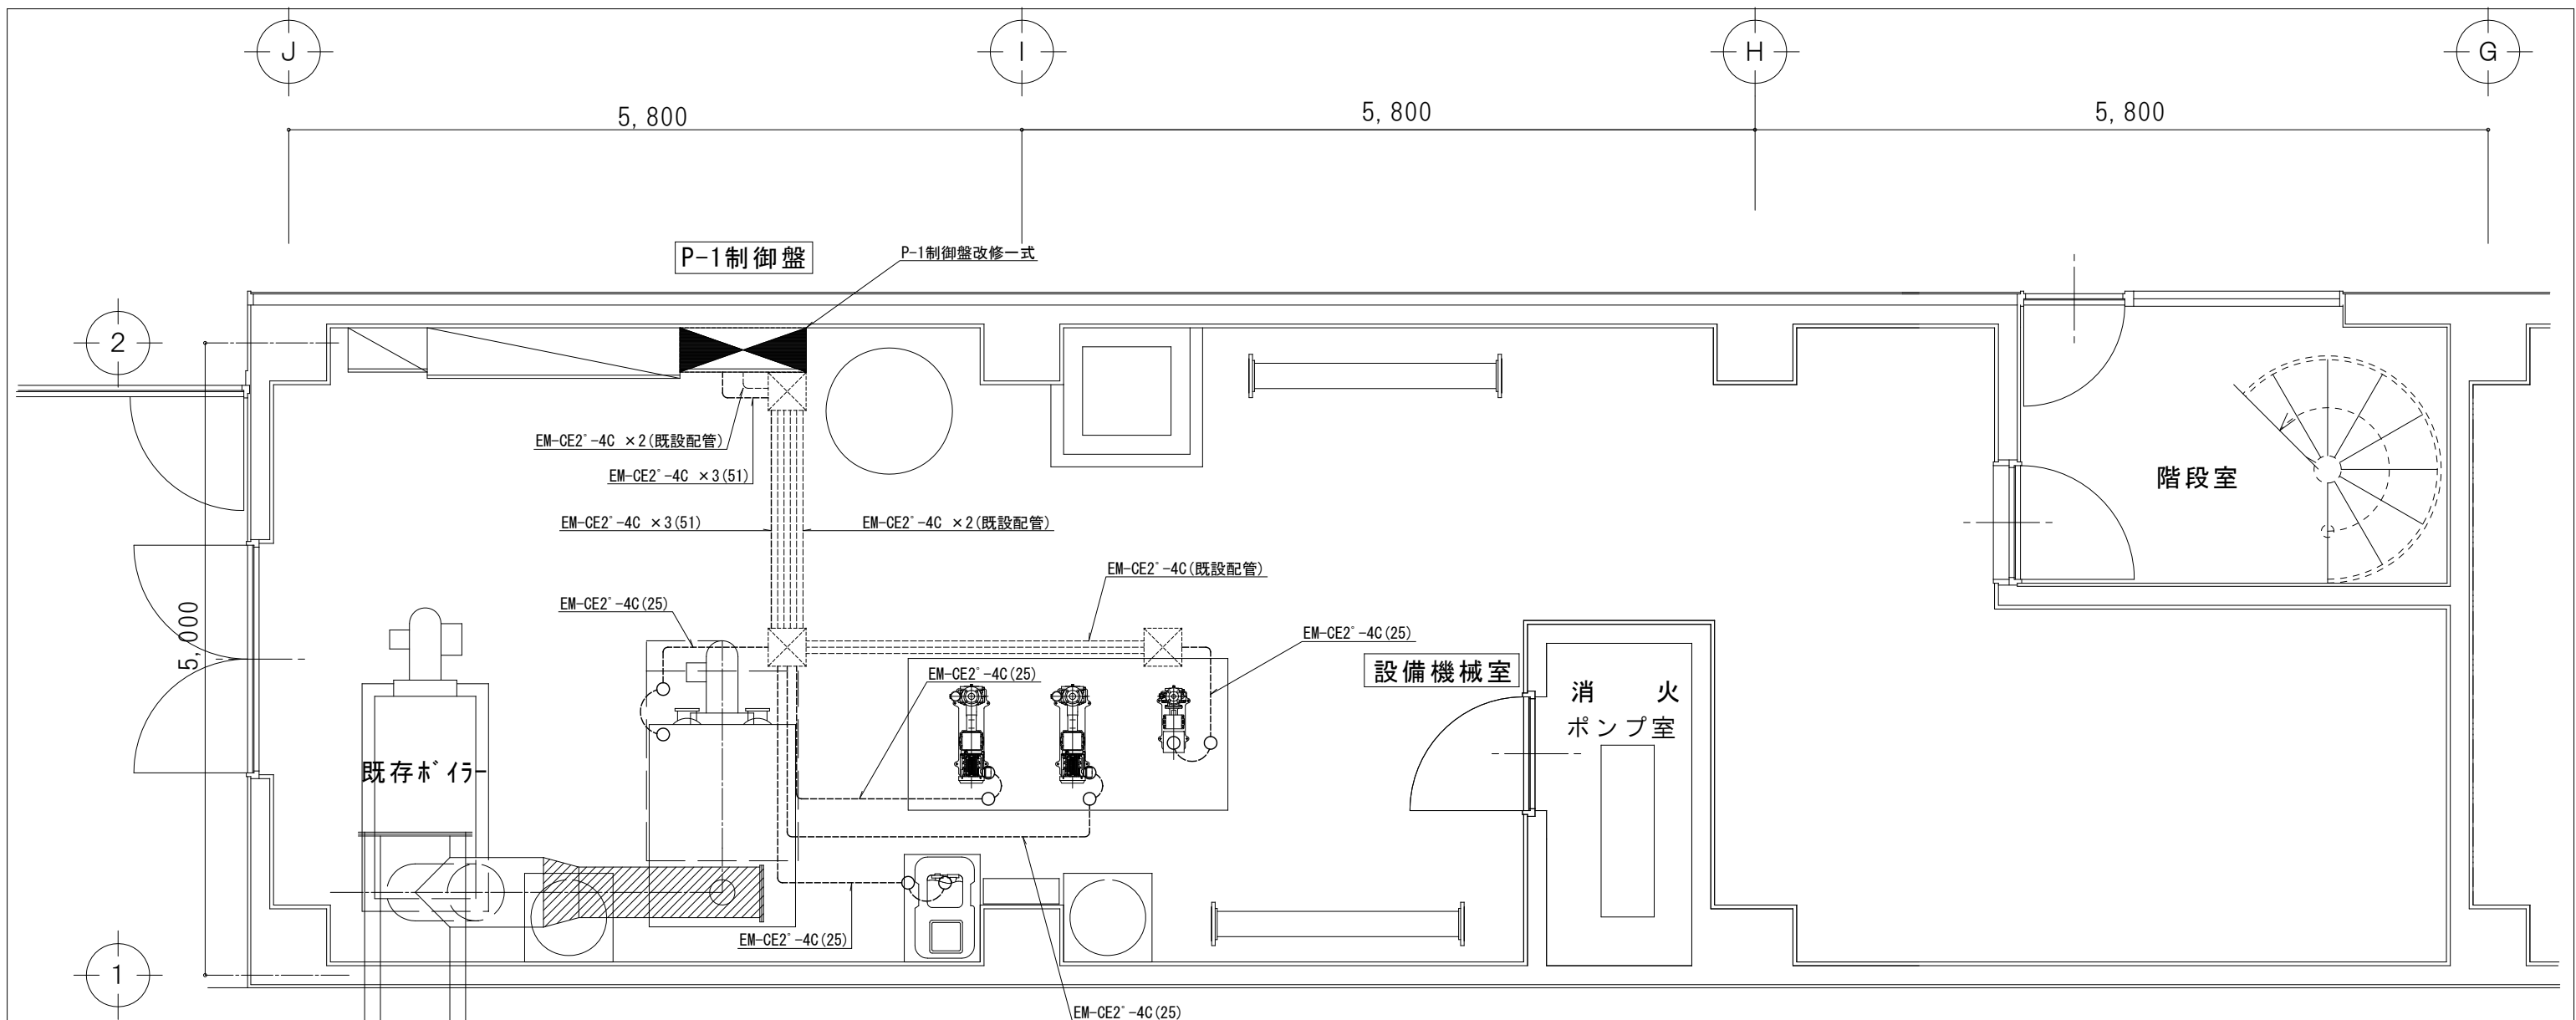 J
I
H
G
5,800
5,800
5,800
P-1制御盤
P-1制御盤改修一式
2
EM-CE2ﾟ-4C ×2(既設配管)
EM-CE2ﾟ-4C ×3(51)
階段室
EM-CE2ﾟ-4C ×3(51)
EM-CE2ﾟ-4C ×2(既設配管)
EM-CE2ﾟ-4C(既設配管)
EM-CE2ﾟ-4C(25)
5,000
EM-CE2ﾟ-4C(25)
EM-CE2ﾟ-4C(25)
設備機械室
消 火
ポンプ室
既存ﾎﾞｲﾗｰ
EM-CE2ﾟ-4C(25)
1
EM-CE2ﾟ-4C(25)